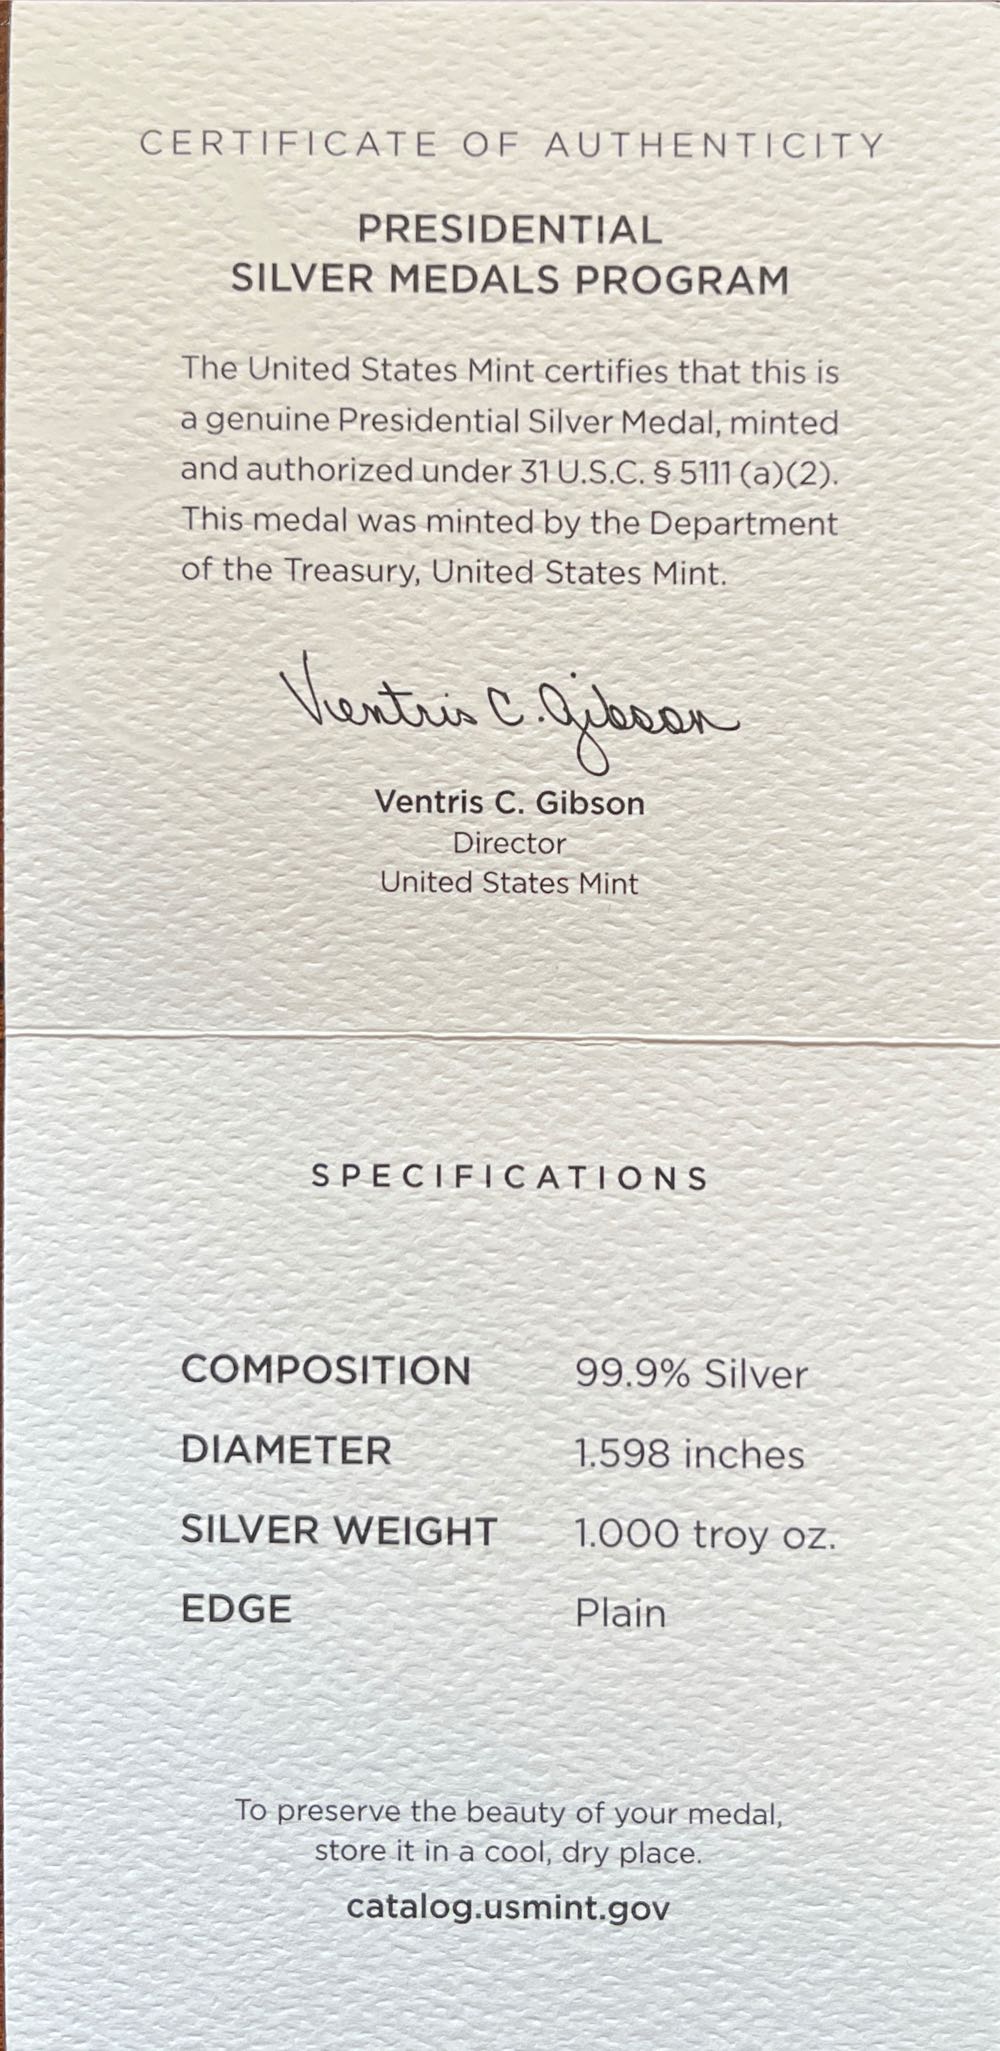 CERTIFICATE OF AUTHENTICITY
PRESIDENTIAL
SILVER MEDALS PROGRAM
The United States Mint certifies that this is
a genuine Presidential Silver Medal, minted
and authorized under 31 U.S.C. § 5111 (a)(2).
This medal was minted by the Department
of the Treasury, United States Mint.
Ventris C. Gibson
Ventris C. Gibson
Director
United States Mint
SPECIFICATIONS
COMPOSITION 99.9% Silver
DIAMETER 1.598 inches
SILVER WEIGHT 1.000 troy oz.
EDGE Plain
To preserve the beauty of your medal,
store it in a cool, dry place.
catalog.usmint.gov